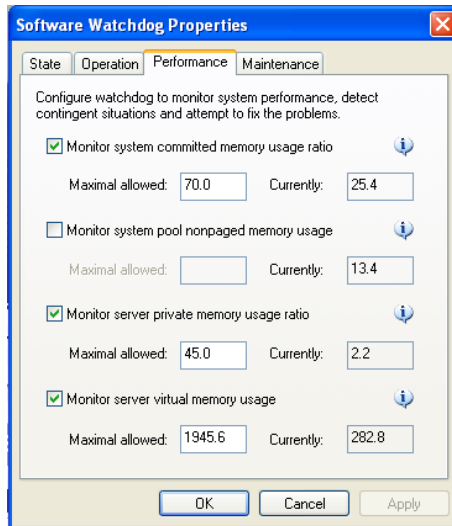 Software Watchdog Properties
State Operation Performance Maintenance
Configure watchdog to monitor system performance, detect
contingent situations and attempt to fix the problems.
Monitor system committed memory usage ratio
Maximal allowed: 70.0 Currently: 25.4
Monitor system pool nonpaged memory usage
Maximal allowed: Currently: 13.4
Monitor server private memory usage ratio
Maximal allowed: 45.0 Currently: 2.2
Monitor server virtual memory usage
Maximal allowed: 1945.6 Currently: 282.8
OK Cancel Apply